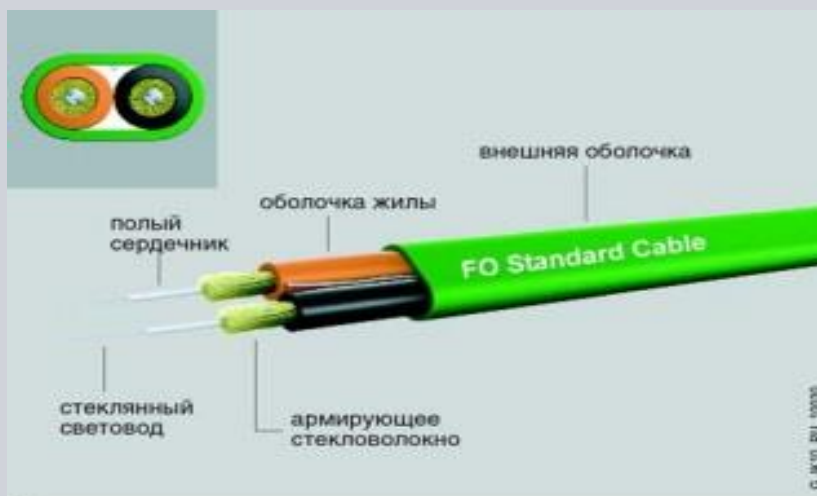 внешняя оболочка
оболочка жилы
полый
сердечник
FO Standard Cable
стеклянный
световод
армирующее
стекловолокно